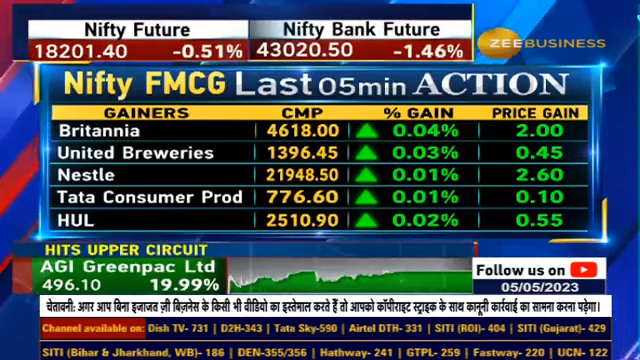 Nifty Future
18201.40 -0.51%
Nifty Bank Future
43020.50 -1.46%
ZEEBUSINESS
Nifty FMCG Last 05min ACTION
GAINERS CMP % GAIN PRICE GAIN
Britannia 4618.00 0.04% 2.00
United Breweries 1396.45 0.03% 0.45
Nestle 21948.50 0.01% 2.60
Tata Consumer Prod 776.60 0.01% 0.10
HUL 2510.90 0.02% 0.55
HITS UPPER CIRCUIT
AGI Greenpac Ltd
496.10 19.99%
Follow us on
05/05/2023
चेतावनी: अगर आप बिना इजाजत ज़ी बिज़नेस के किसी भी वीडियो का इस्तेमाल करते हैं तो आपको कॉपीराइट स्ट्राइक के साथ कानूनी कार्रवाई का सामना करना पड़ेगा।
Channel available on: Dish TV- 731 | D2H-343 | Tata Sky-590 | Airtel DTH- 331 | SITI (ROI)- 404 | SITI (Gujarat)- 429
SITI (Bihar & Jharkhand, WB)- 186 | DEN-355/356 | Hathway- 241 | GTPL- 259 | Fastway- 220 | UCN- 122